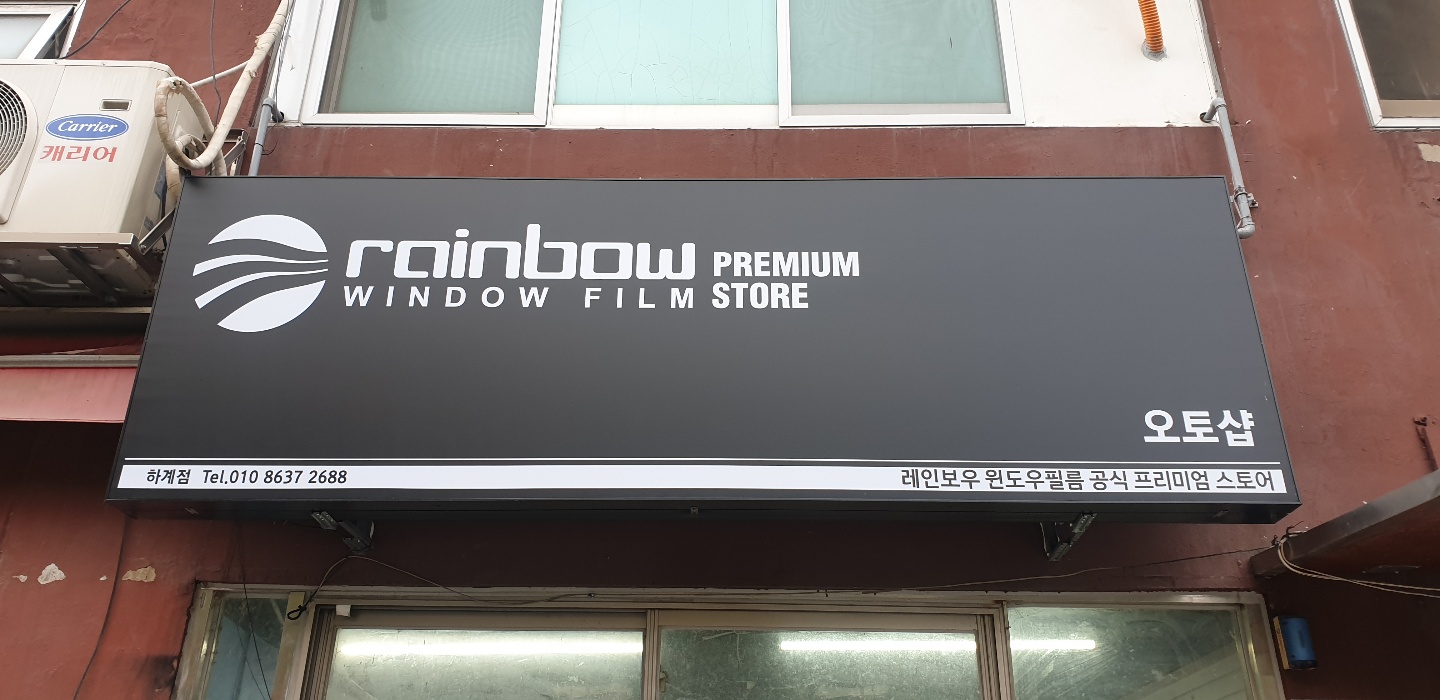 Carrier
캐리어
rainbow
WINDOW FILM
PREMIUM
STORE
오토샵
하계점 Tel.010 8637 2688
레인보우 윈도우필름 공식 프리미엄 스토어